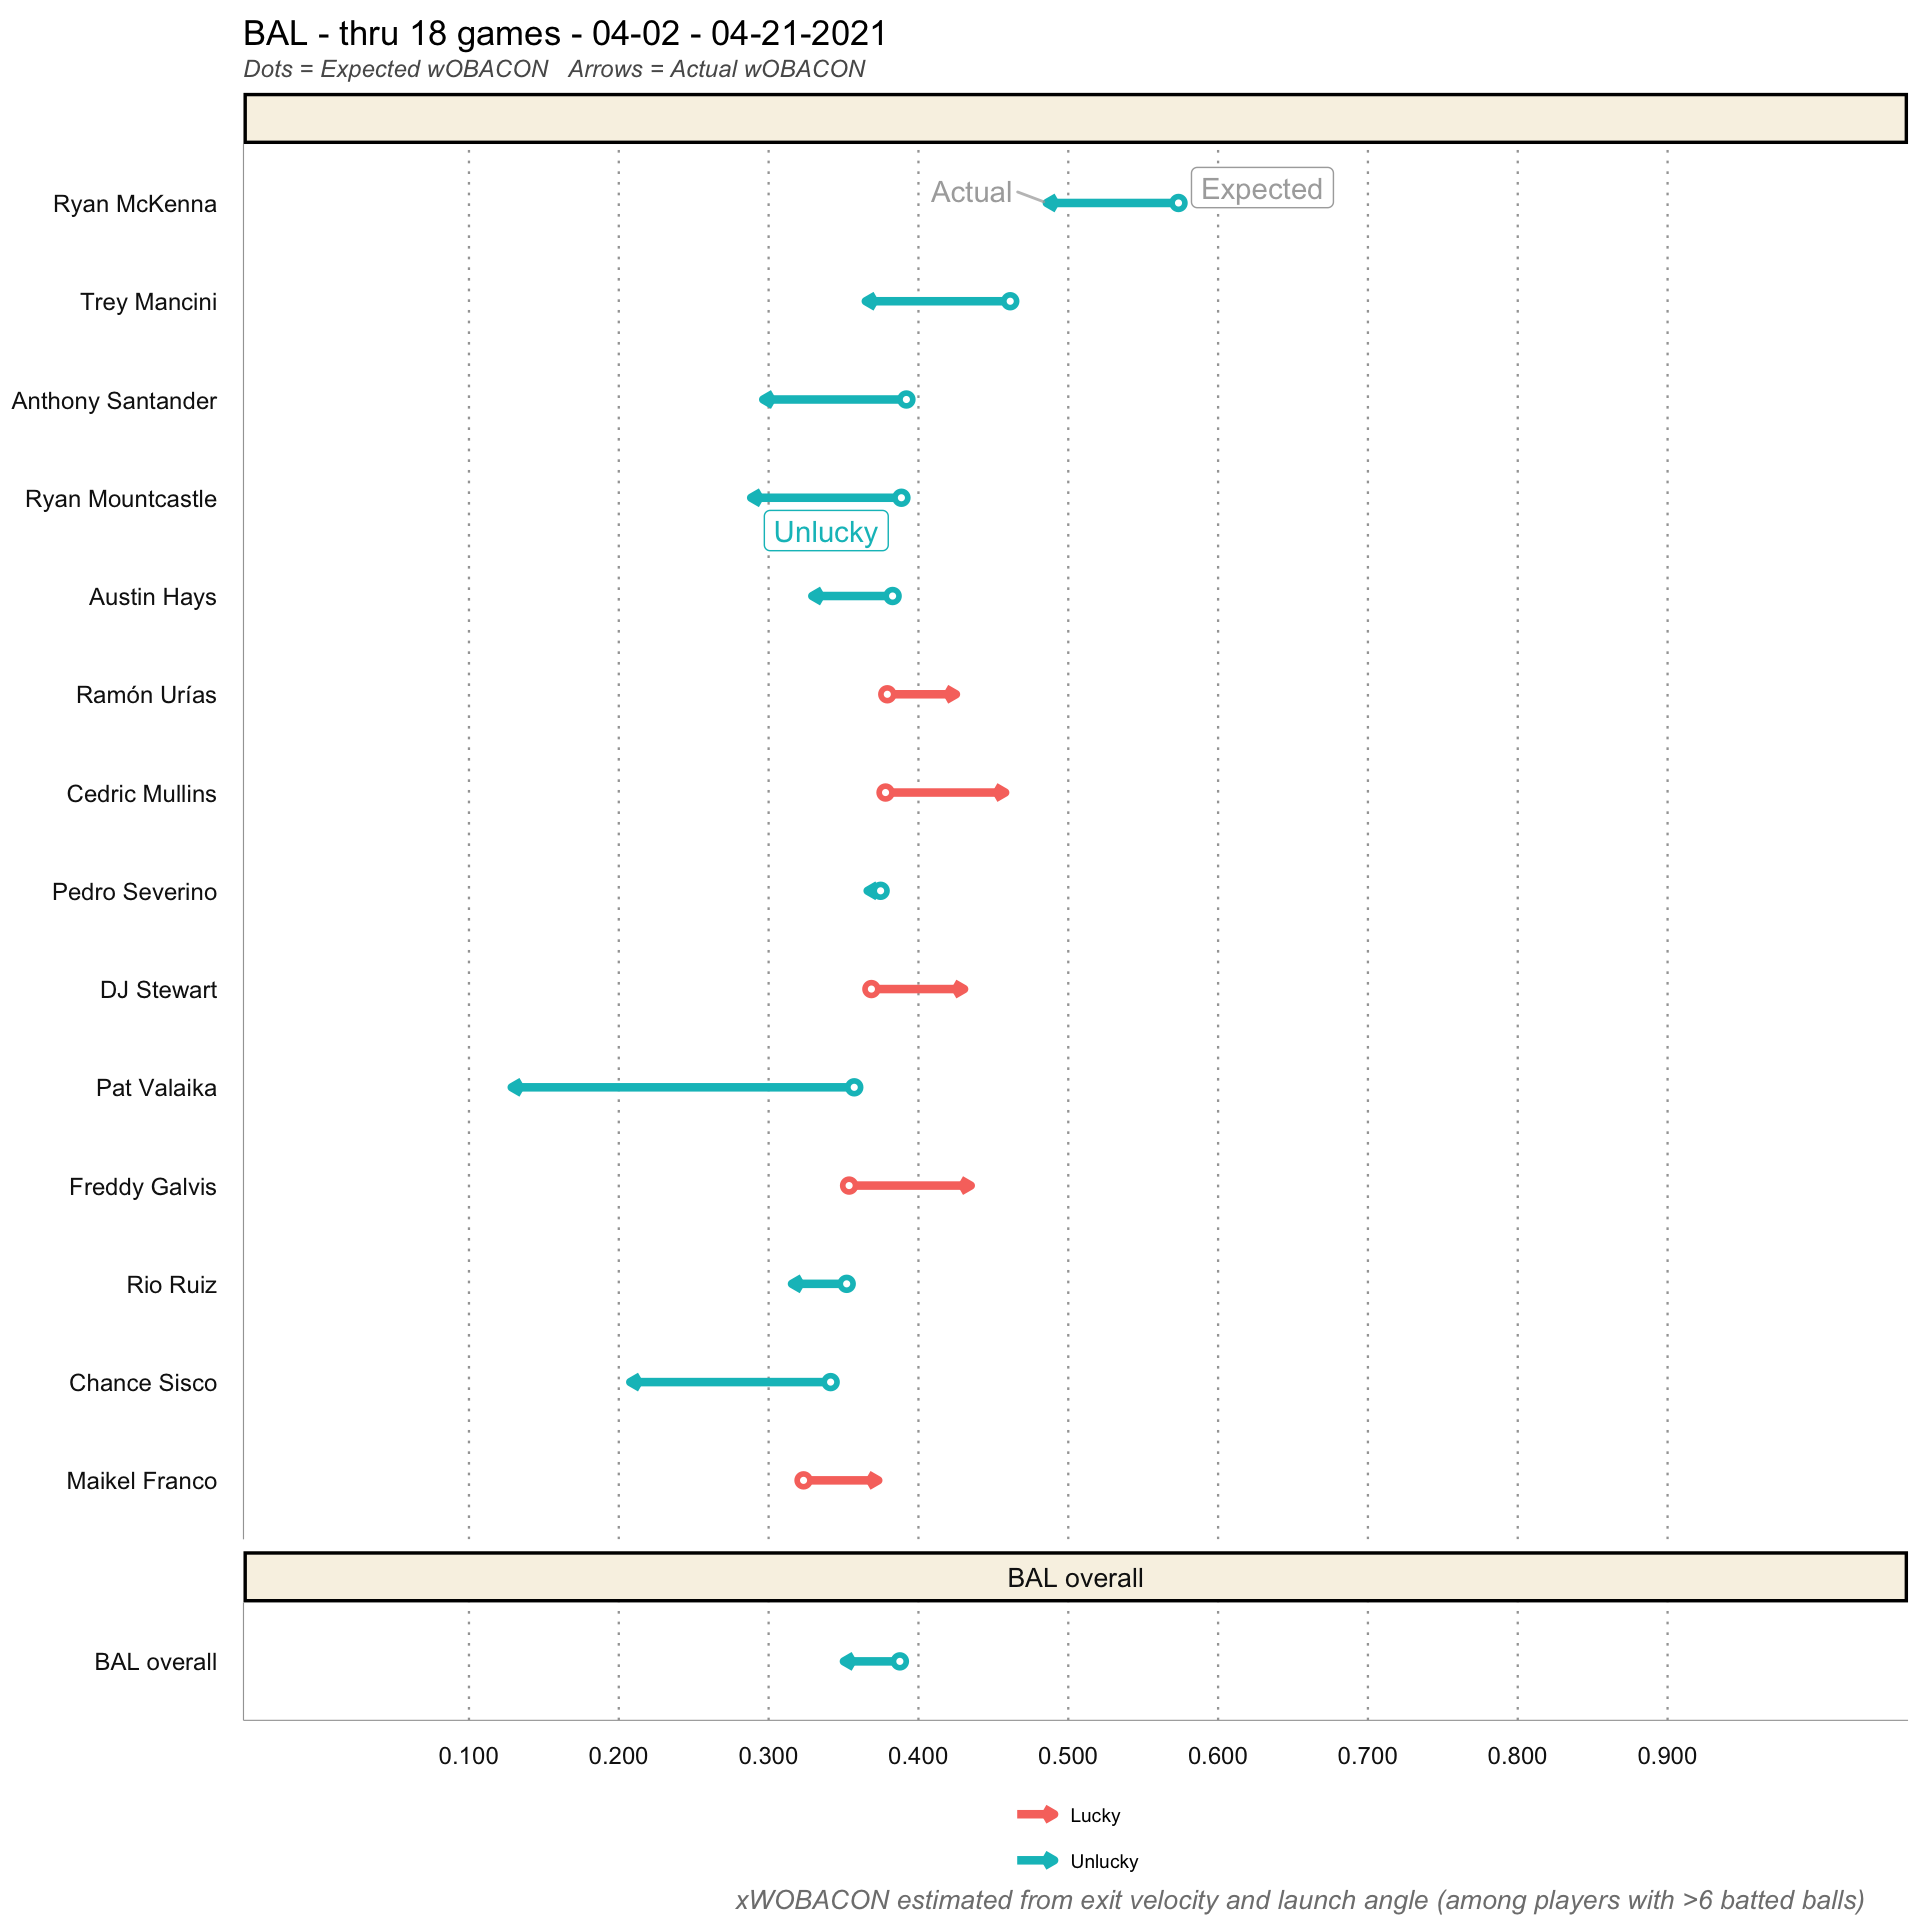 BAL - thru 18 games - 04-02 - 04-21-2021
Dots = Expected wOBACON   Arrows = Actual wOBACON
Ryan McKenna
Actual
Expected
Trey Mancini
Anthony Santander
Ryan Mountcastle
Unlucky
Austin Hays
Ramón Urías
Cedric Mullins
Pedro Severino
DJ Stewart
Pat Valaika
Freddy Galvis
Rio Ruiz
Chance Sisco
Maikel Franco
BAL overall
BAL overall
0.100 0.200 0.300 0.400 0.500 0.600 0.700 0.800 0.900
Lucky
Unlucky
xWOBACON estimated from exit velocity and launch angle (among players with >6 batted balls)